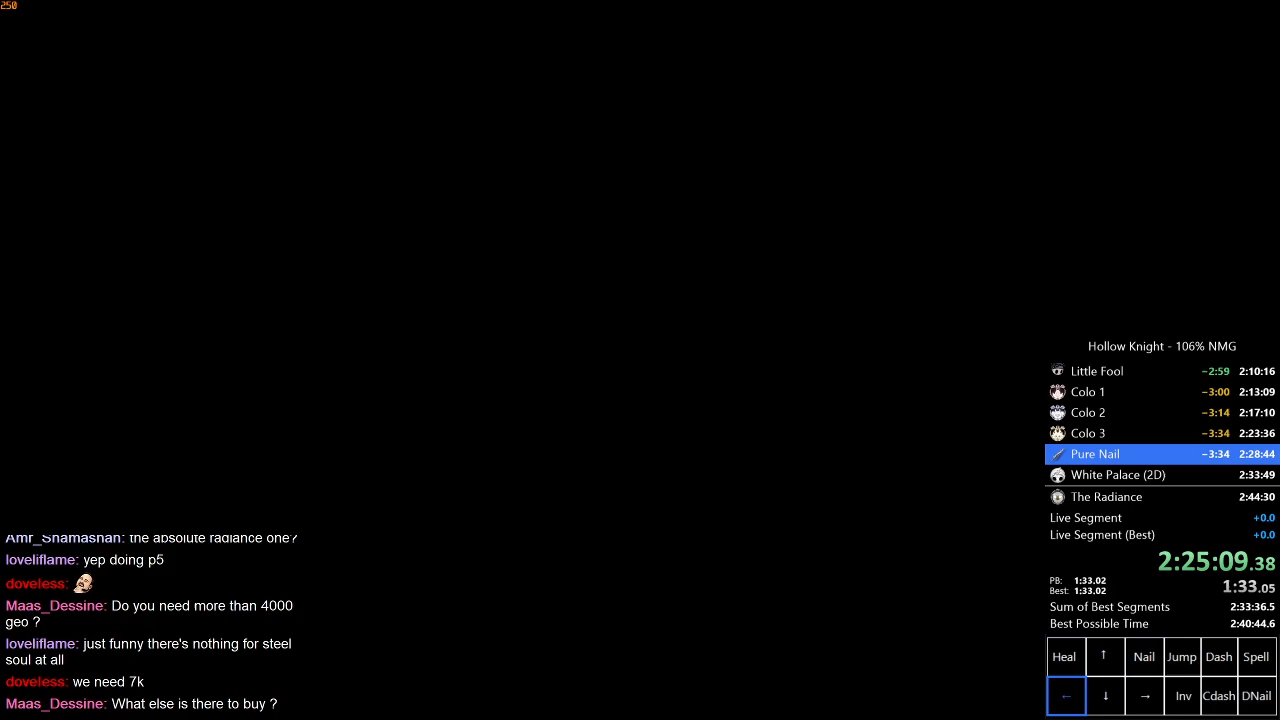 250
Hollow Knight - 106% NMG
Little Fool −2:59 2:10:16
Colo 1 −3:00 2:13:09
Colo 2 −3:14 2:17:10
Colo 3 −3:34 2:23:36
Pure Nail −3:34 2:28:44
White Palace (2D) 2:33:49
The Radiance 2:44:30
Live Segment +0.0
Live Segment (Best) +0.0
2:25:09.38
PB: 1:33.02
Best: 1:33.02
1:33.05
Sum of Best Segments 2:33:36.5
Best Possible Time 2:40:44.6
Heal ↑ Nail Jump Dash Spell
← ↓ → Inv Cdash DNail
Amr_Shamashan: the absolute radiance one?
loveliflame: yep doing p5
doveless:
Maas_Dessine: Do you need more than 4000
geo ?
loveliflame: just funny there's nothing for steel
soul at all
doveless: we need 7k
Maas_Dessine: What else is there to buy ?